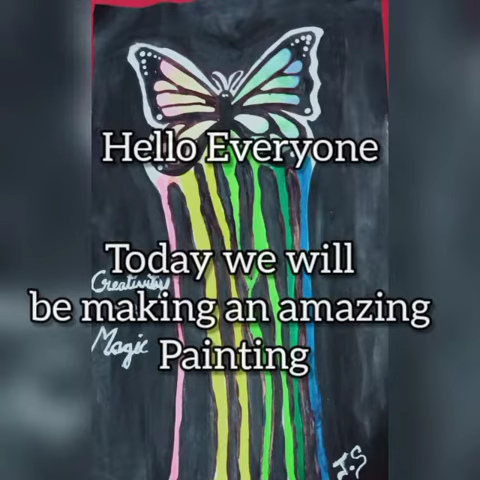 Hello Everyone
Today we will
Creativity
be making an amazing
Magic
Painting
J.S